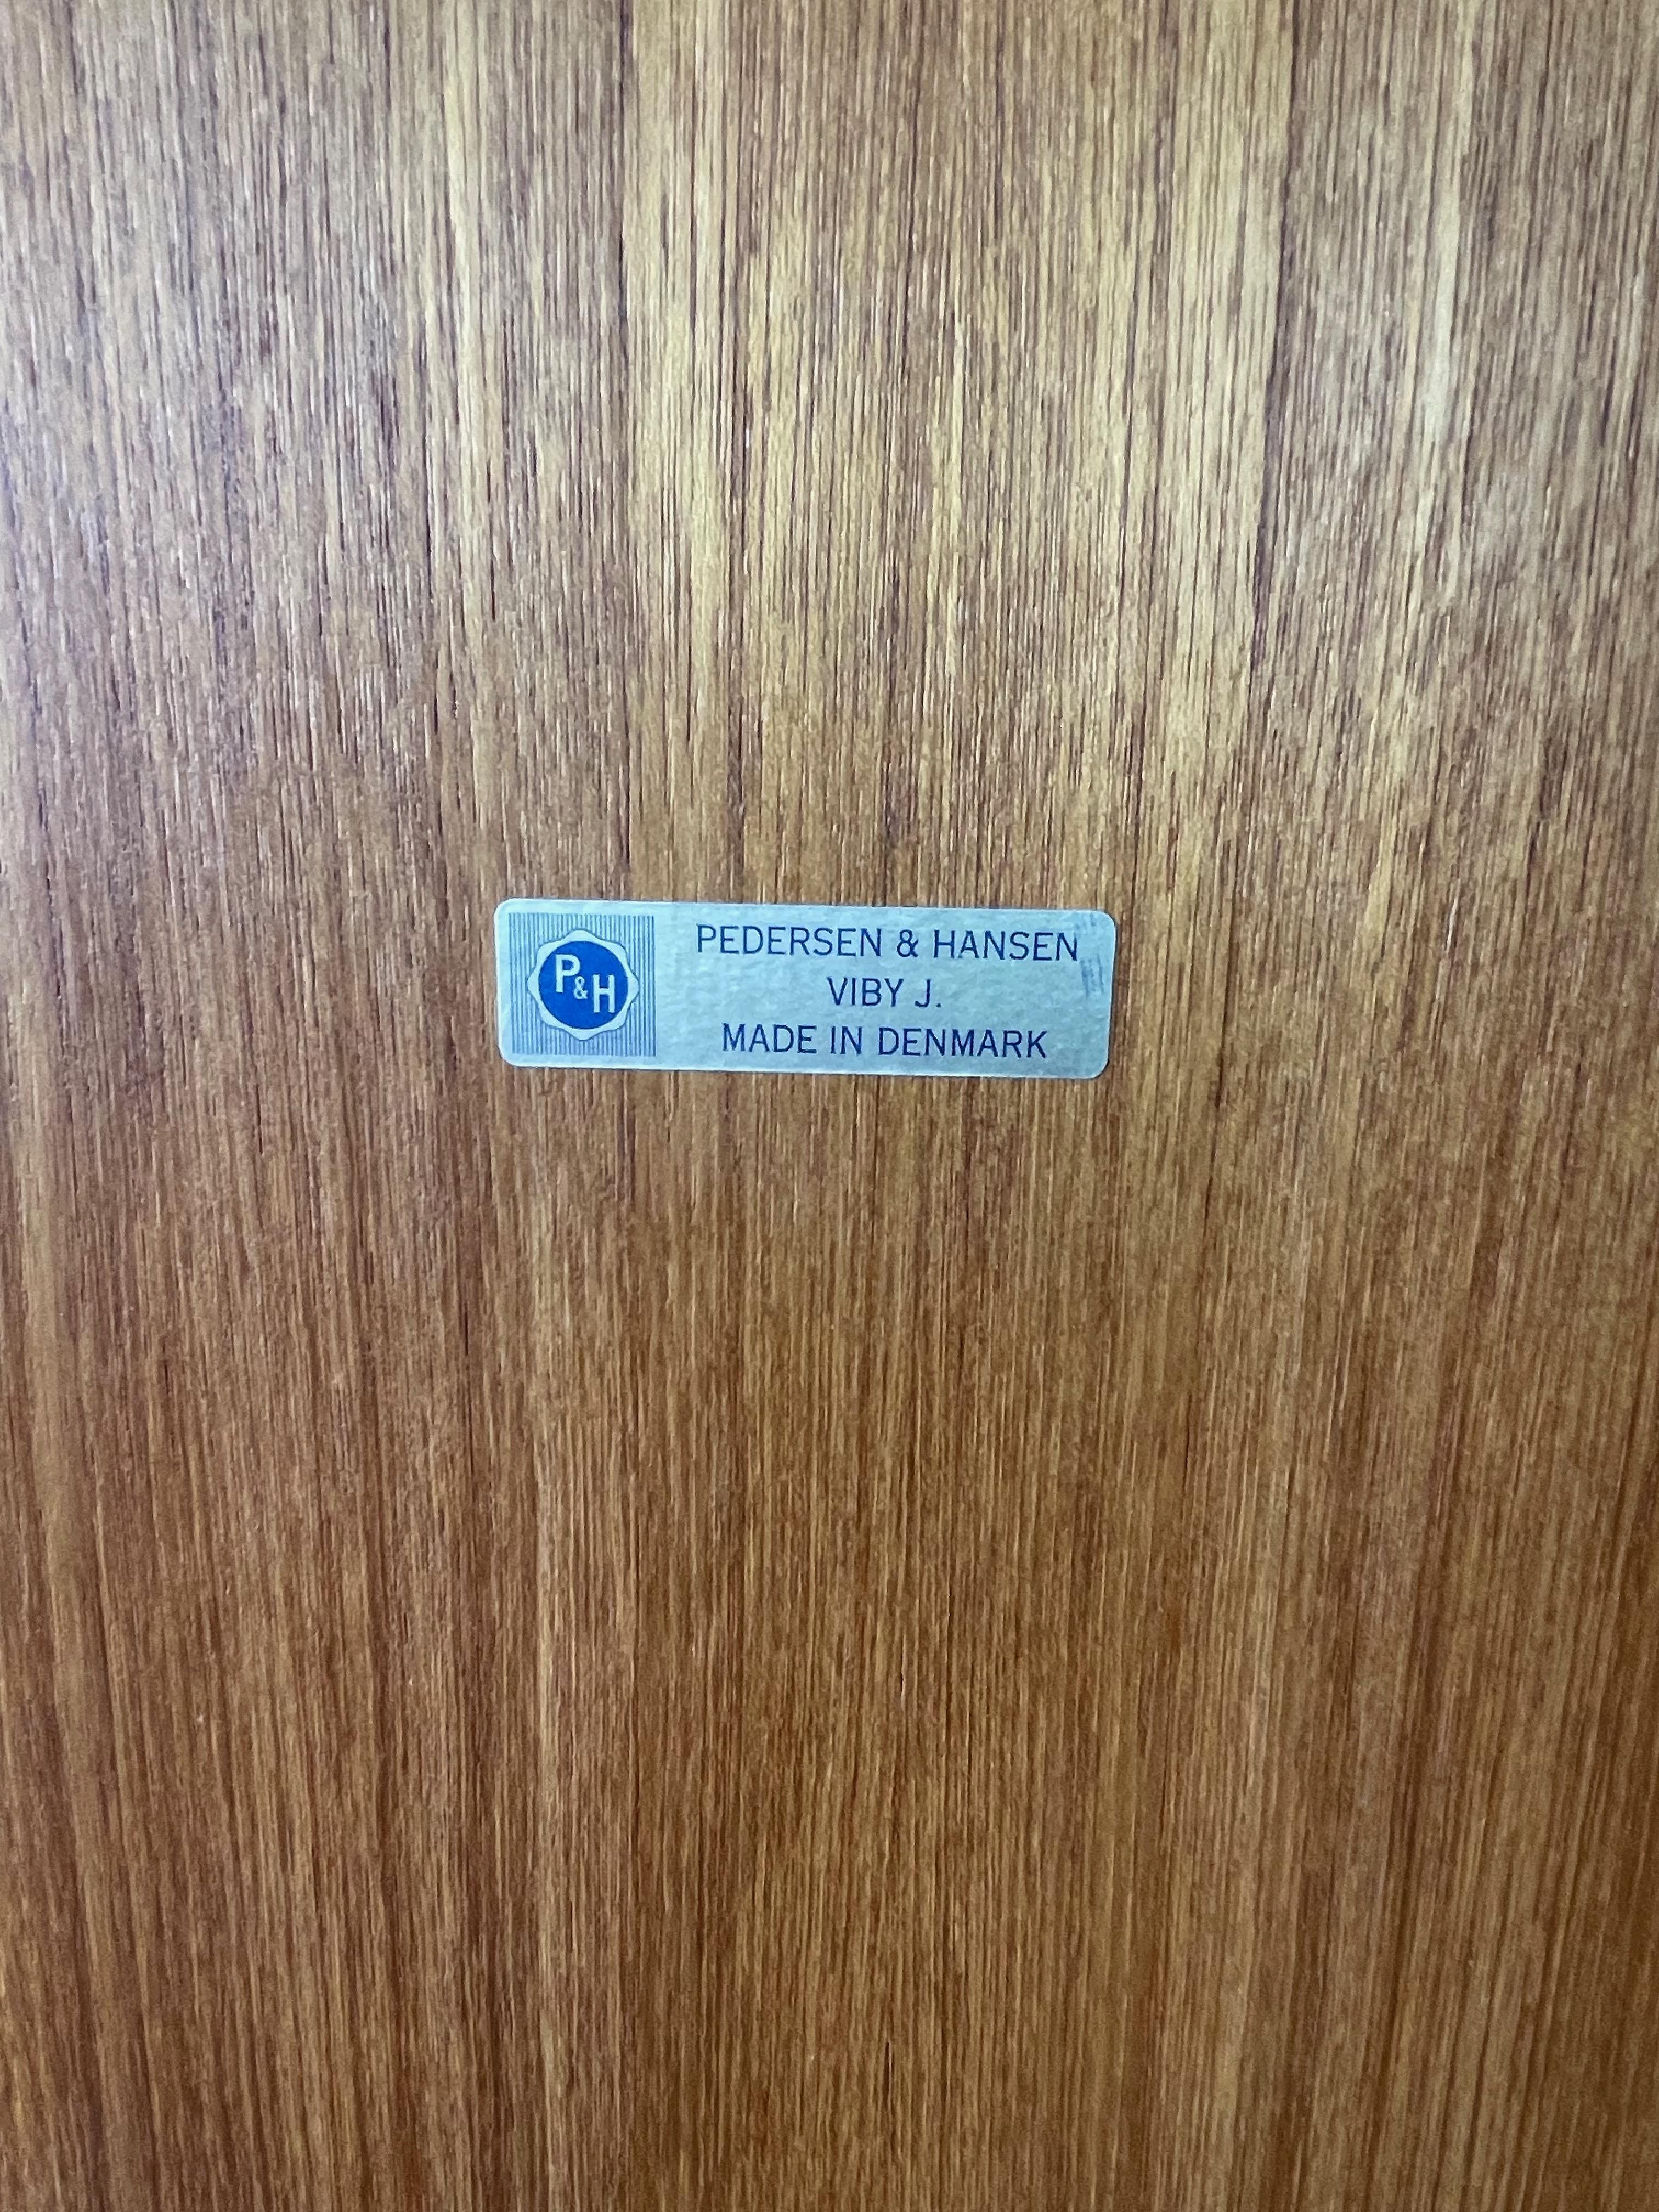 P&H
PEDERSEN & HANSEN
VIBY J.
MADE IN DENMARK